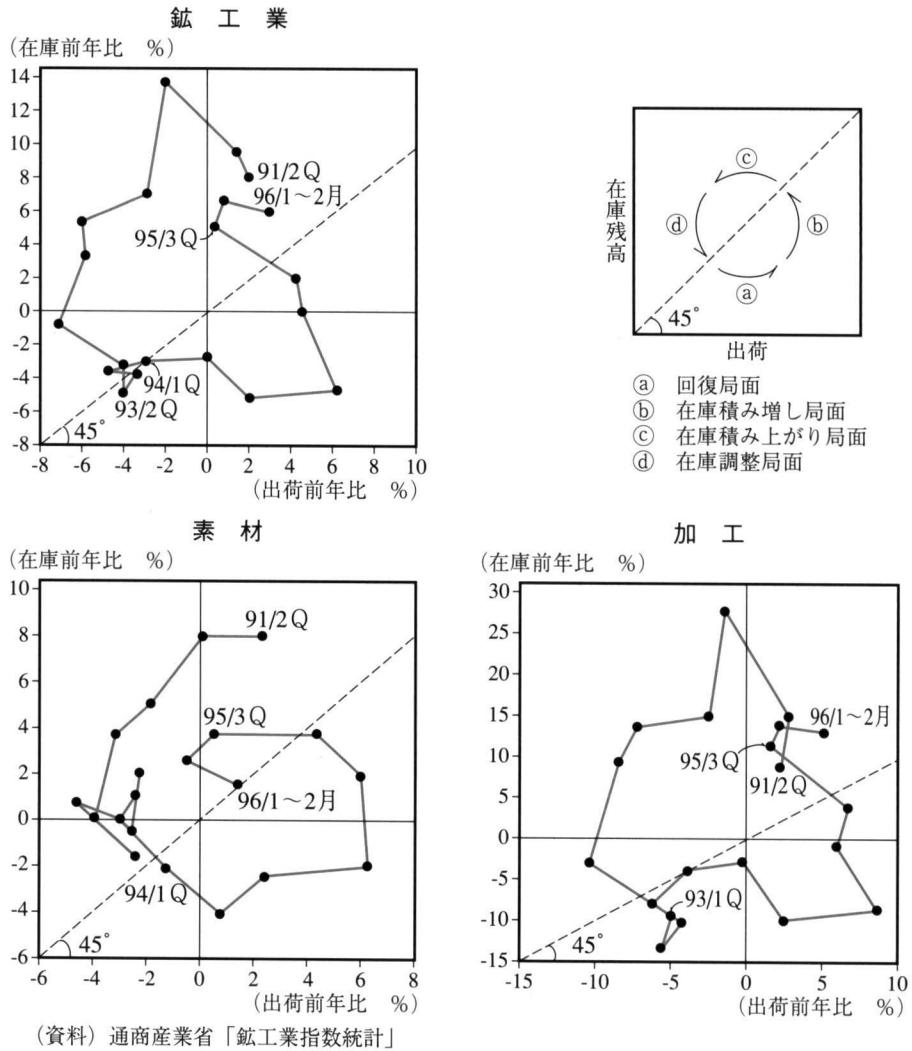 鉱工業
(在庫前年比 %)
14
12
10
8
6
4
2
0
-2
-4
-6
-8
91/2Q
96/1～2月
95/3Q
94/1Q
93/2Q
45°
-8 -6 -4 -2 0 2 4 6 8 10
(出荷前年比 %)
在庫残高
ⓒ
ⓓ
ⓑ
ⓐ
45°
出荷
ⓐ 回復局面
ⓑ 在庫積み増し局面
ⓒ 在庫積み上がり局面
ⓓ 在庫調整局面
素材
(在庫前年比 %)
10
8
6
4
2
0
-2
-4
-6
91/2Q
95/3Q
96/1～2月
94/1Q
45°
-6 -4 -2 0 2 4 6 8
(出荷前年比 %)
加工
(在庫前年比 %)
30
25
20
15
10
5
0
-5
-10
-15
96/1～2月
95/3Q
91/2Q
93/1Q
45°
-15 -10 -5 0 5 10
(出荷前年比 %)
(資料) 通商産業省「鉱工業指数統計」